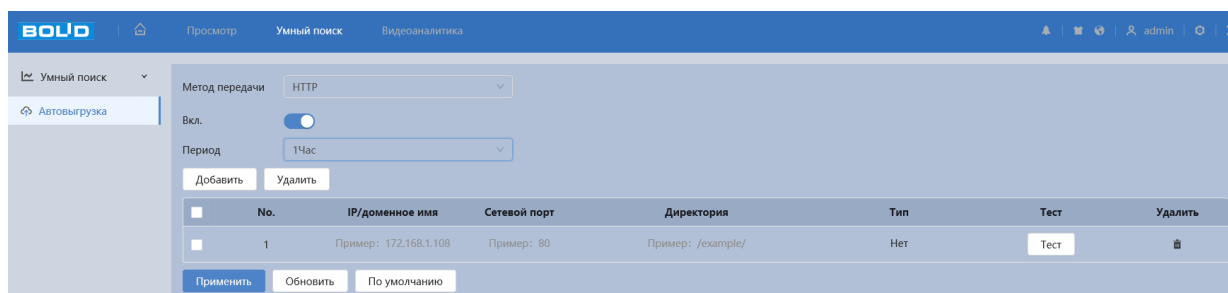 BOLID Просмотр Умный поиск Видеоаналитика admin
Умный поиск
Автовыгрузка
Метод передачи HTTP
Вкл.
Период 1Час
Добавить Удалить
No. IP/доменное имя Сетевой порт Директория Тип Тест Удалить
1 Пример: 172.168.1.108 Пример: 80 Пример: /example/ Нет Тест
Применить Обновить По умолчанию